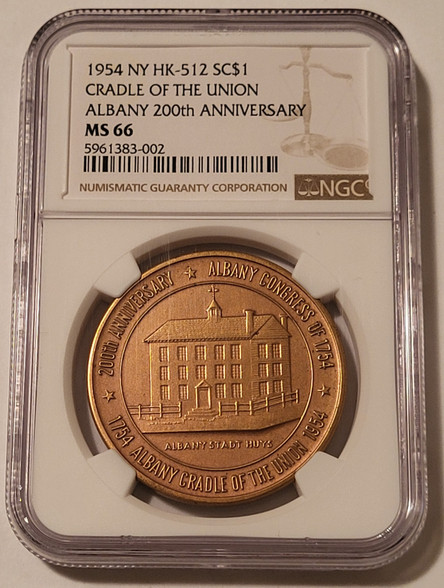 1954 NY HK-512 SC$1
CRADLE OF THE UNION
ALBANY 200th ANNIVERSARY
MS 66
5961383-002
NUMISMATIC GUARANTY CORPORATION
NGC
200th ANNIVERSARY ★ ALBANY CONGRESS OF 1754
ALBANY STADT HUYS
★ 1754 ALBANY CRADLE OF THE UNION 1954 ★